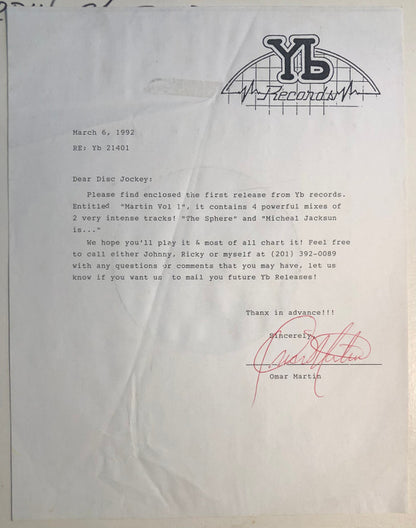 Yb
Records
March 6, 1992
RE: Yb 21401
Dear Disc Jockey:
Please find enclosed the first release from Yb records.
Entitled "Martin Vol 1", it contains 4 powerful mixes of
2 very intense tracks! "The Sphere" and "Micheal Jacksun
is..."
We hope you'll play it & most of all chart it! Feel free
to call either Johnny, Ricky or myself at (201) 392-0089
with any questions or comments that you may have, let us
know if you want us to mail you future Yb Releases!
Thanx in advance!!!
Sincerely,
Omar Martin
Omar Martin